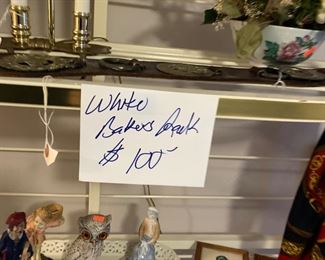 White
Bakers Rack
$100-